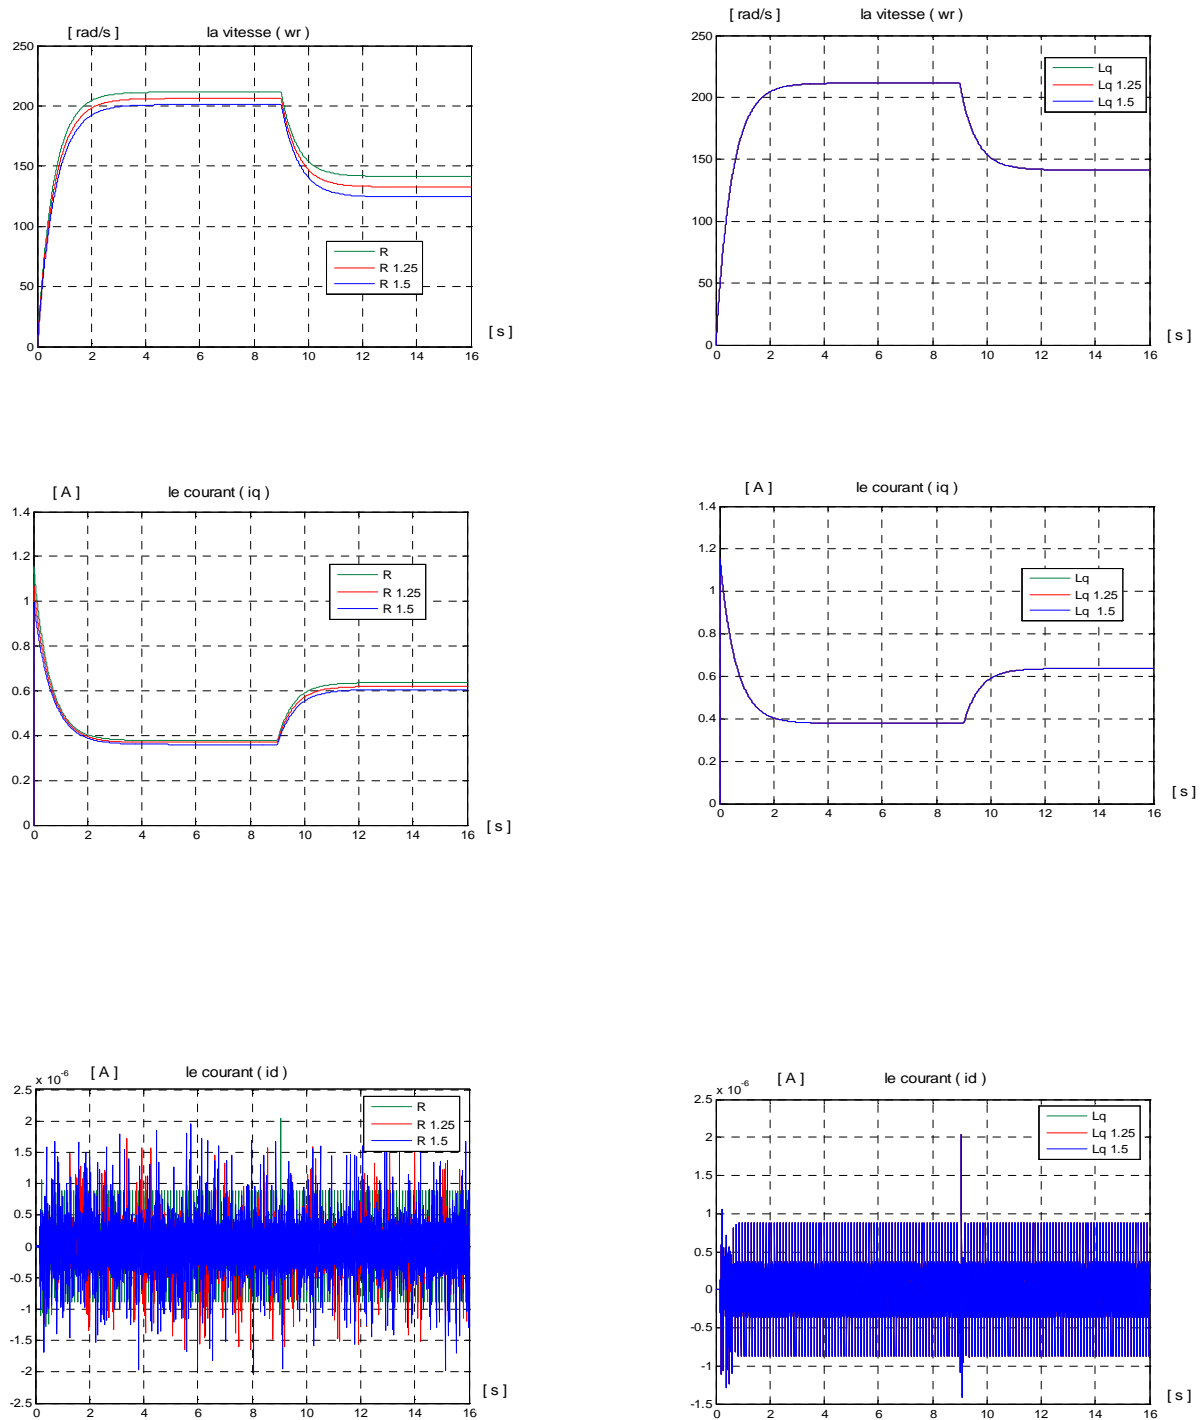 [ rad/s ] la vitesse ( wr )
250
200
150
100
50
0
R
R 1.25
R 1.5
[ s ]
0 2 4 6 8 10 12 14 16
[ rad/s ] la vitesse ( wr )
250
200
150
100
50
0
Lq
Lq 1.25
Lq 1.5
[ s ]
0 2 4 6 8 10 12 14 16
[ A ] le courant ( iq )
1.4
1.2
1
0.8
0.6
0.4
0.2
0
R
R 1.25
R 1.5
[ s ]
0 2 4 6 8 10 12 14 16
[ A ] le courant ( iq )
1.4
1.2
1
0.8
0.6
0.4
0.2
0
Lq
Lq 1.25
Lq 1.5
[ s ]
0 2 4 6 8 10 12 14 16
[ A ] le courant ( id )
x 10-6
2.5
2
1.5
1
0.5
0
-0.5
-1
-1.5
-2
-2.5
R
R 1.25
R 1.5
[ s ]
0 2 4 6 8 10 12 14 16
[ A ] le courant ( id )
x 10-6
2.5
2
1.5
1
0.5
0
-0.5
-1
-1.5
Lq
Lq 1.25
Lq 1.5
[ s ]
0 2 4 6 8 10 12 14 16